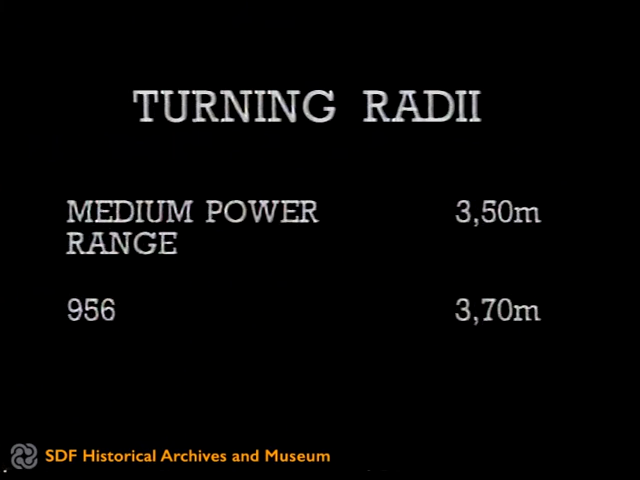 TURNING RADII
MEDIUM POWER 3,50m
RANGE
956 3,70m
SDF Historical Archives and Museum